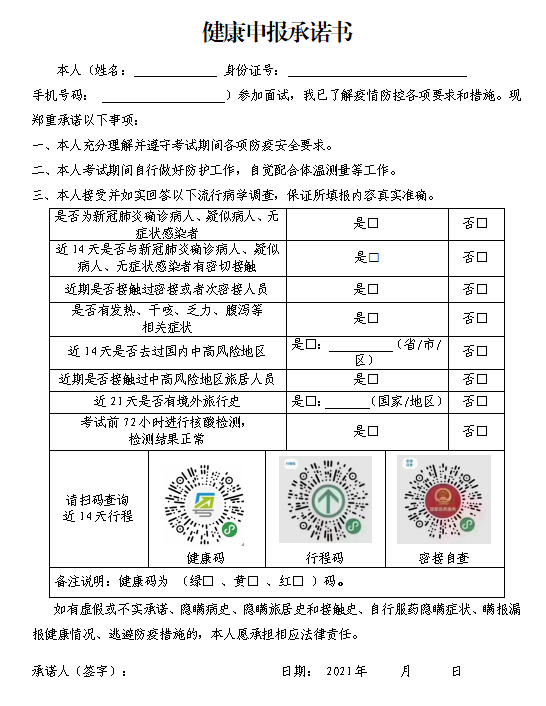 健康申报承诺书
本人（姓名：____________ 身份证号：__________________________
手机号码： __________________）参加面试，我已了解疫情防控各项要求和措施。现
郑重承诺以下事项：
一、本人充分理解并遵守考试期间各项防疫安全要求。
二、本人考试期间自行做好防护工作，自觉配合体温测量等工作。
三、本人接受并如实回答以下流行病学调查，保证所填报内容真实准确。
是否为新冠肺炎确诊病人、疑似病人、无
症状感染者
是□
否□
近14天是否与新冠肺炎确诊病人、疑似
病人、无症状感染者有密切接触
是□
否□
近期是否接触过密接或者次密接人员
是□
否□
是否有发热、干咳、乏力、腹泻等
相关症状
是□
否□
近14天是否去过国内中高风险地区
是□：_________（省/市/
区）
否□
近期是否接触过中高风险地区旅居人员
是□
否□
近21天是否有境外旅行史
是□：______（国家/地区）
否□
考试前72小时进行核酸检测，
检测结果正常
是□
否□
请扫码查询
近14天行程
健康码
行程码
密接自查
备注说明：健康码为 （绿□ 、黄□ 、红□ ）码。
如有虚假或不实承诺、隐瞒病史、隐瞒旅居史和接触史、自行服药隐瞒症状、瞒报漏
报健康情况、逃避防疫措施的，本人愿承担相应法律责任。
承诺人（签字）： 日期： 2021年 月 日